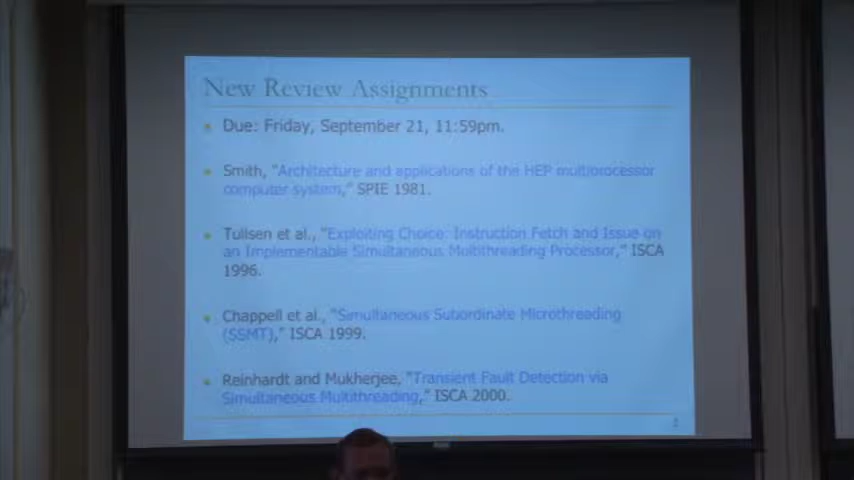 New Review Assignments
Due: Friday, September 21, 11:59pm.
Smith, "Architecture and applications of the HEP multiprocessor
computer system," SPIE 1981.
Tullsen et al., "Exploiting Choice: Instruction Fetch and Issue on
an Implementable Simultaneous Multithreading Processor," ISCA
1996.
Chappell et al., "Simultaneous Subordinate Microthreading
(SSMT)," ISCA 1999.
Reinhardt and Mukherjee, "Transient Fault Detection via
Simultaneous Multithreading," ISCA 2000.